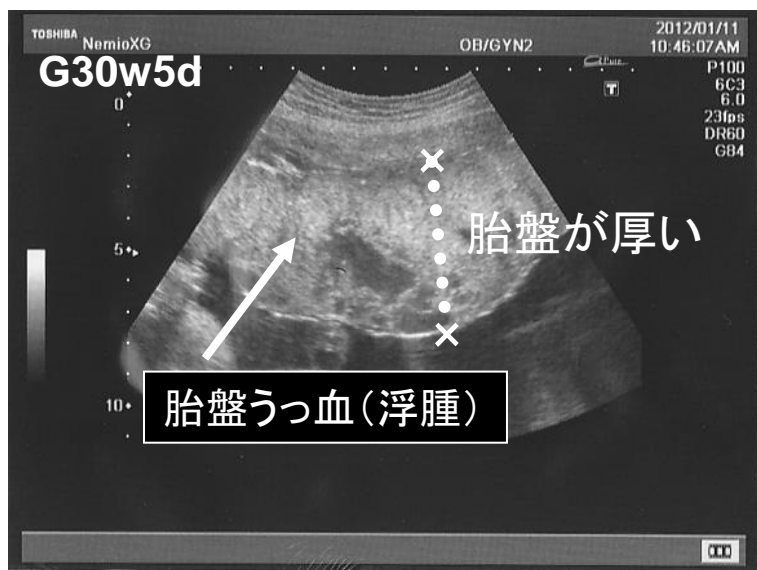 TOSHIBA
NemioXG
OB/GYN2
2012/01/11
10:46:07AM
G30w5d
P100
6C3
6.0
23fps
DR60
G84
T
0
5
胎盤が厚い
胎盤うっ血(浮腫)
10